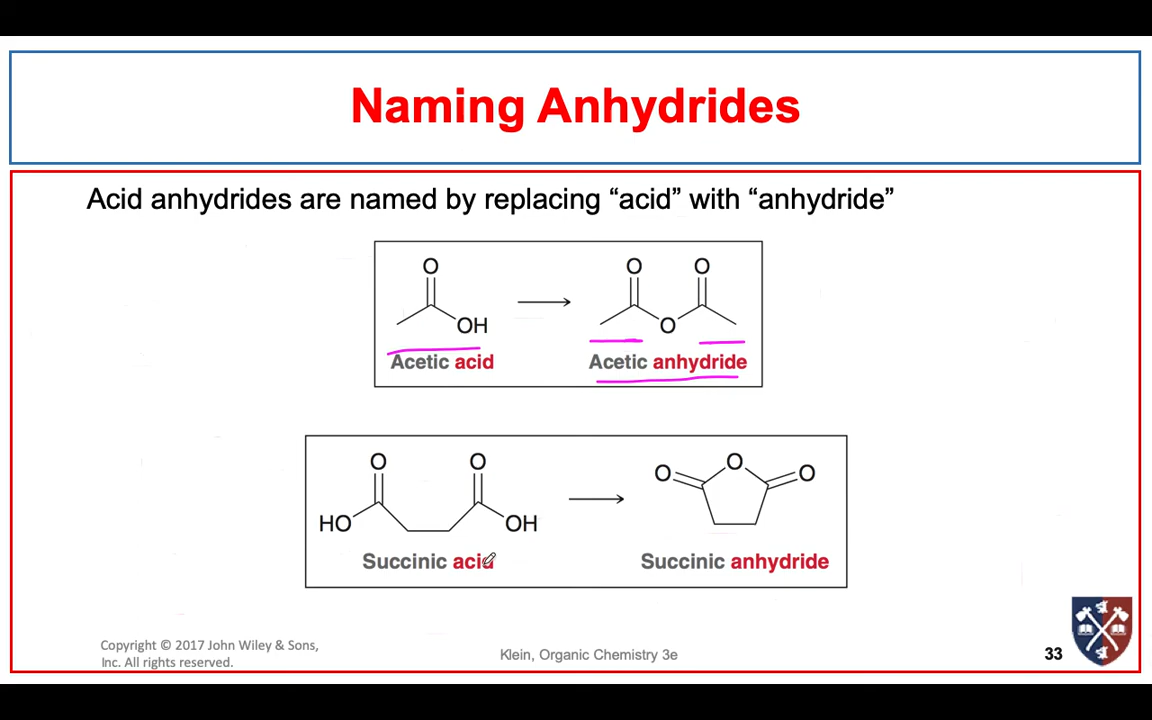 Naming Anhydrides
Acid anhydrides are named by replacing “acid” with “anhydride”
O O O
OH O
Acetic acid Acetic anhydride
O O O O O
HO OH
Succinic acid Succinic anhydride
Copyright © 2017 John Wiley & Sons,
Inc. All rights reserved.
Klein, Organic Chemistry 3e
33